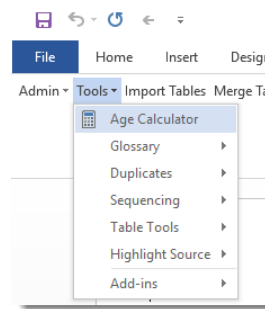 File Home Insert Desig
Admin Tools Import Tables Merge Ta
Age Calculator
Glossary
Duplicates
Sequencing
Table Tools
Highlight Source
Add-ins